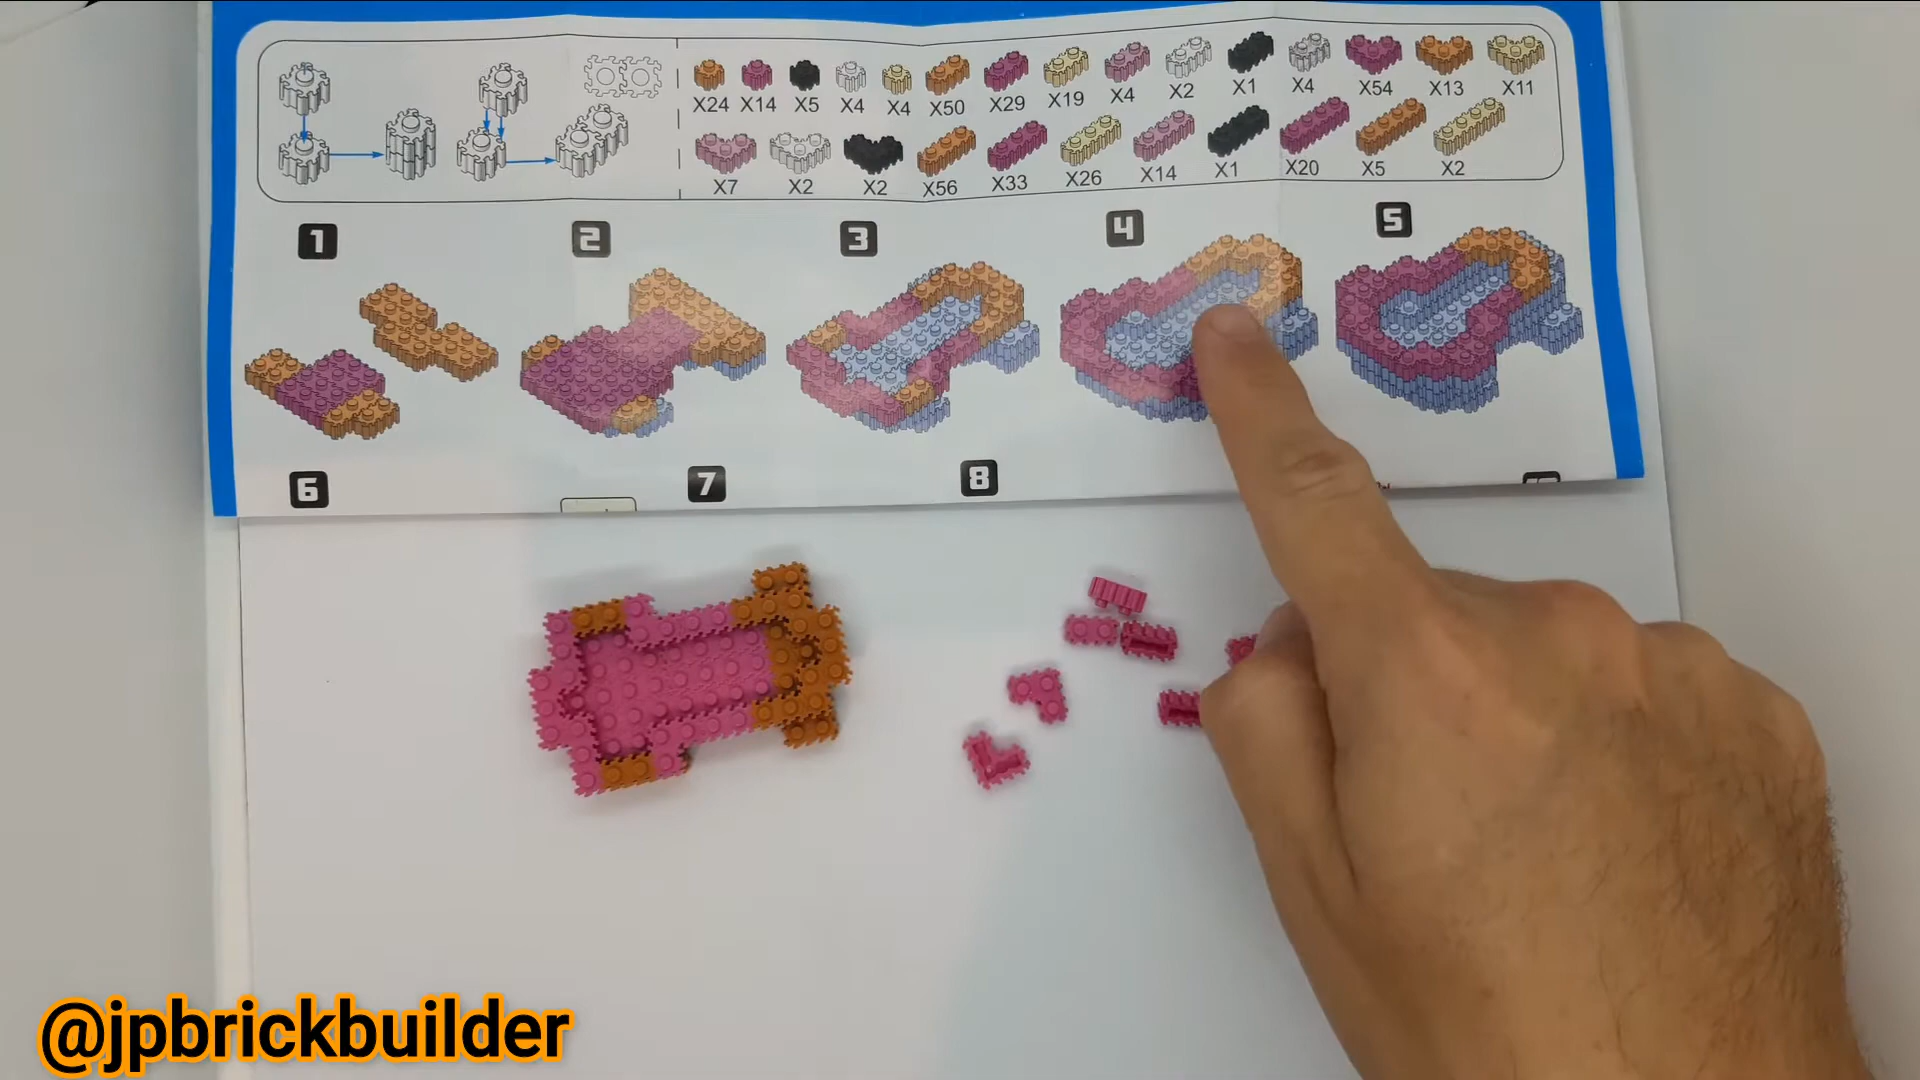 X24 X14 X5 X4 X4 X50 X29 X19 X4 X2 X1 X4 X54 X13 X11
X7 X2 X2 X56 X33 X26 X14 X1 X20 X5 X2
1 2 3 4 5
6 7 8
@jpbrickbuilder